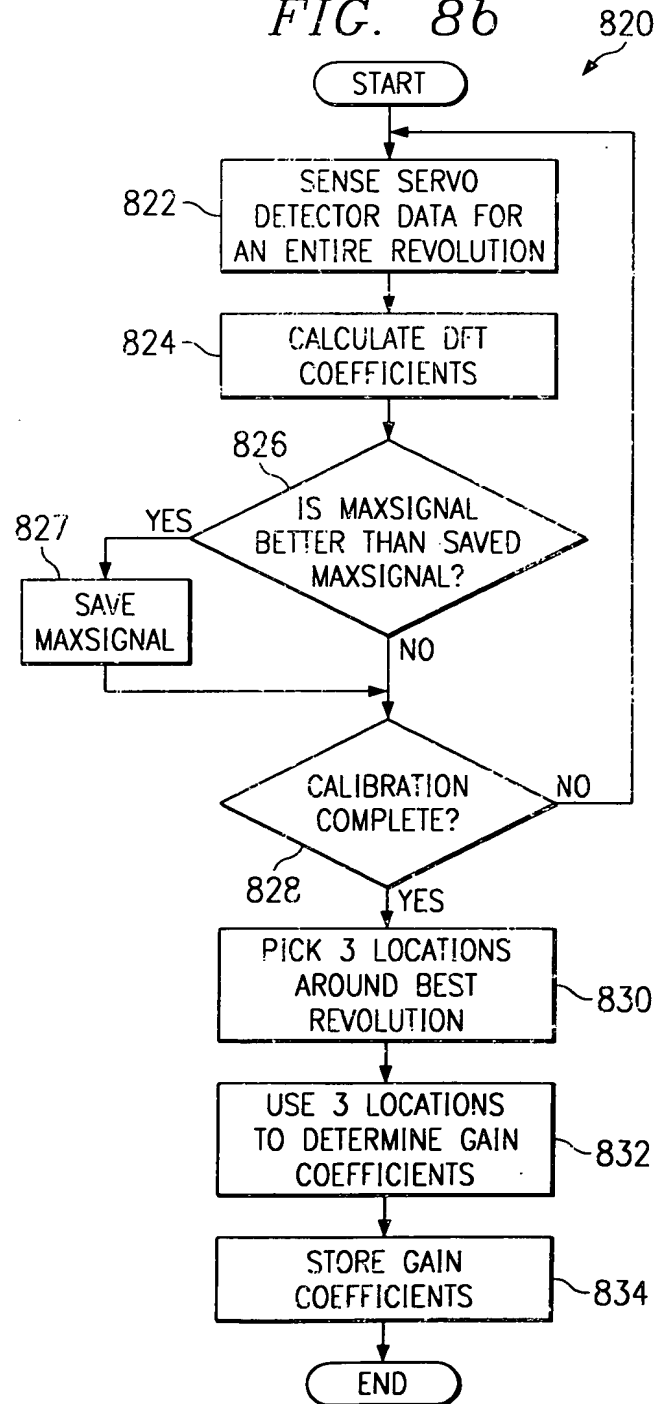 FIG. 8b
820
START
822
SENSE SERVO
DETECTOR DATA FOR
AN ENTIRE REVOLUTION
824
CALCULATE DFT
COEFFICIENTS
826
IS MAXSIGNAL
BETTER THAN SAVED
MAXSIGNAL?
YES
827
SAVE
MAXSIGNAL
NO
CALIBRATION
COMPLETE?
NO
828
YES
PICK 3 LOCATIONS
AROUND BEST
REVOLUTION
830
USE 3 LOCATIONS
TO DETERMINE GAIN
COEFFICIENTS
832
STORE GAIN
COEFFICIENTS
834
END